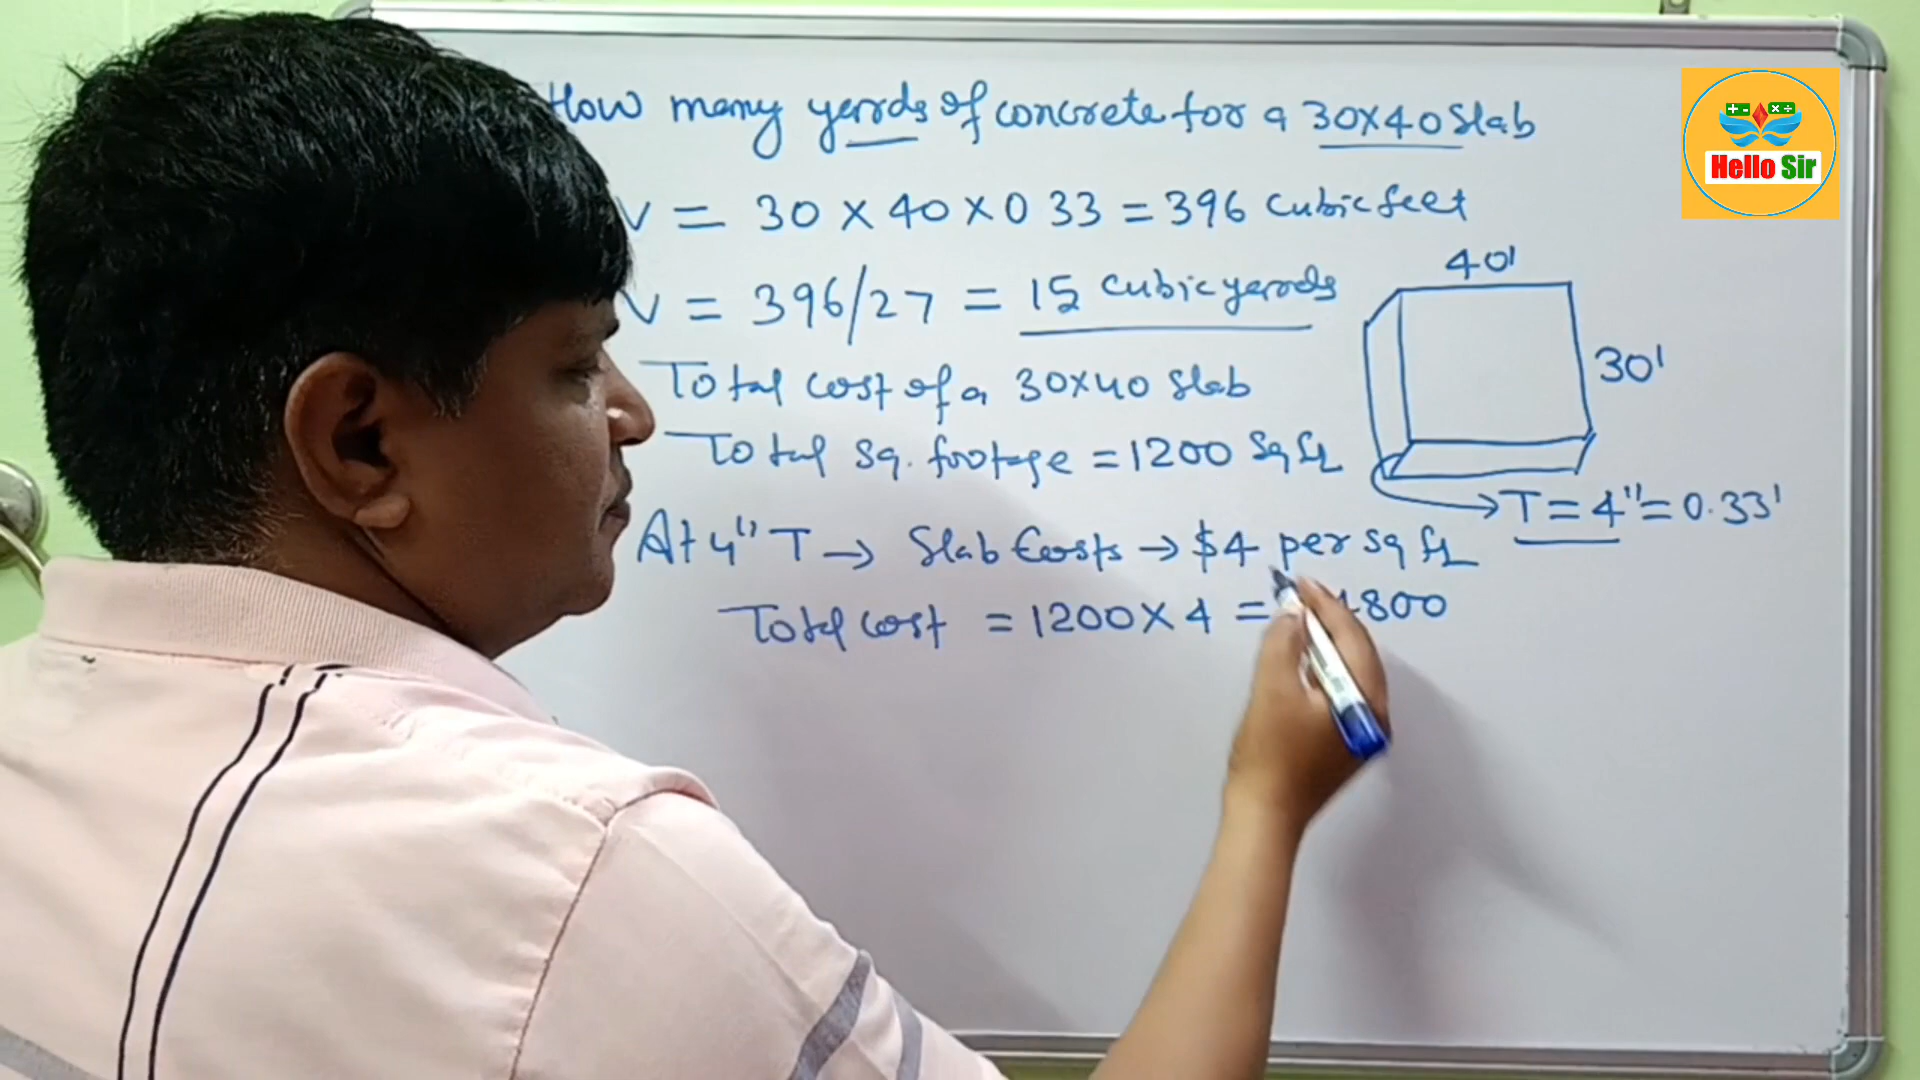 How many yards of concrete for a 30x40 Slab
V = 30 X 40 X 0 33 = 396 Cubic feet
V = 396/27 = 15 Cubic yards
40'
30'
Total cost of a 30x40 Slab
Total sq. footage = 1200 Sq ft
T = 4" = 0.33'
At 4" T → Slab Costs → $4 per sq ft
Total cost = 1200 X 4 = 4800
+ - × ÷
Hello Sir